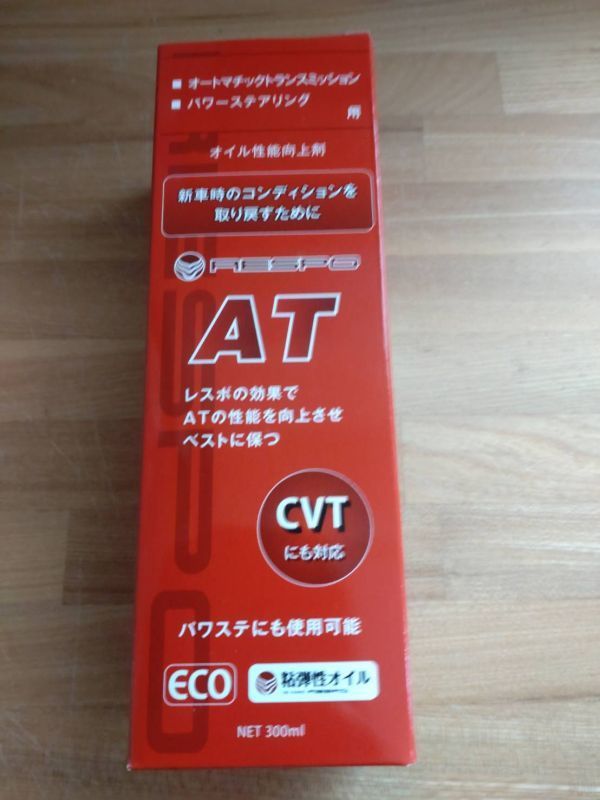 ■ オートマチックトランスミッション
■ パワーステアリング
用
オイル性能向上剤
新車時のコンディションを
取り戻すために
RESPO
AT
レスポの効果で
ATの性能を向上させ
ベストに保つ
CVT
にも対応
パワステにも使用可能
ECO
粘弾性オイル
NET 300ml